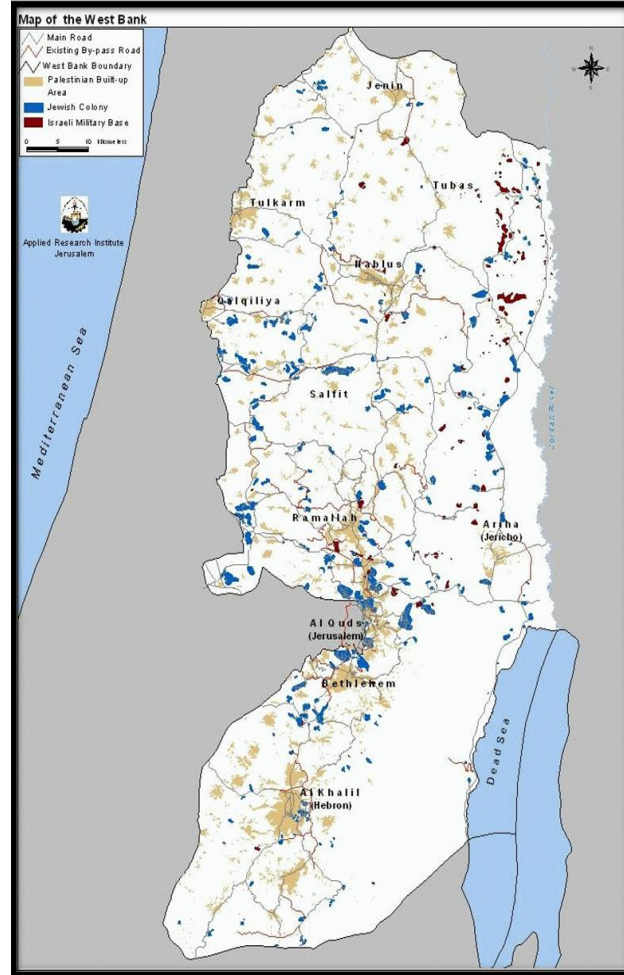 Map of the West Bank
Main Road
Existing By-pass Road
West Bank Boundary
Palestinian Built-up
Area
Jewish Colony
Israeli Military Base
0 5 10 Kilometers
Applied Research Institute
Jerusalem
N
W E
S
Mediterranean Sea
Jenin
Tubas
Tulkarm
Nablus
Qalqiliya
Salfit
Jordan River
Ramallah
Ariha
(Jericho)
Al Quds
(Jerusalem)
Bethlehem
Dead Sea
Al Khalil
(Hebron)